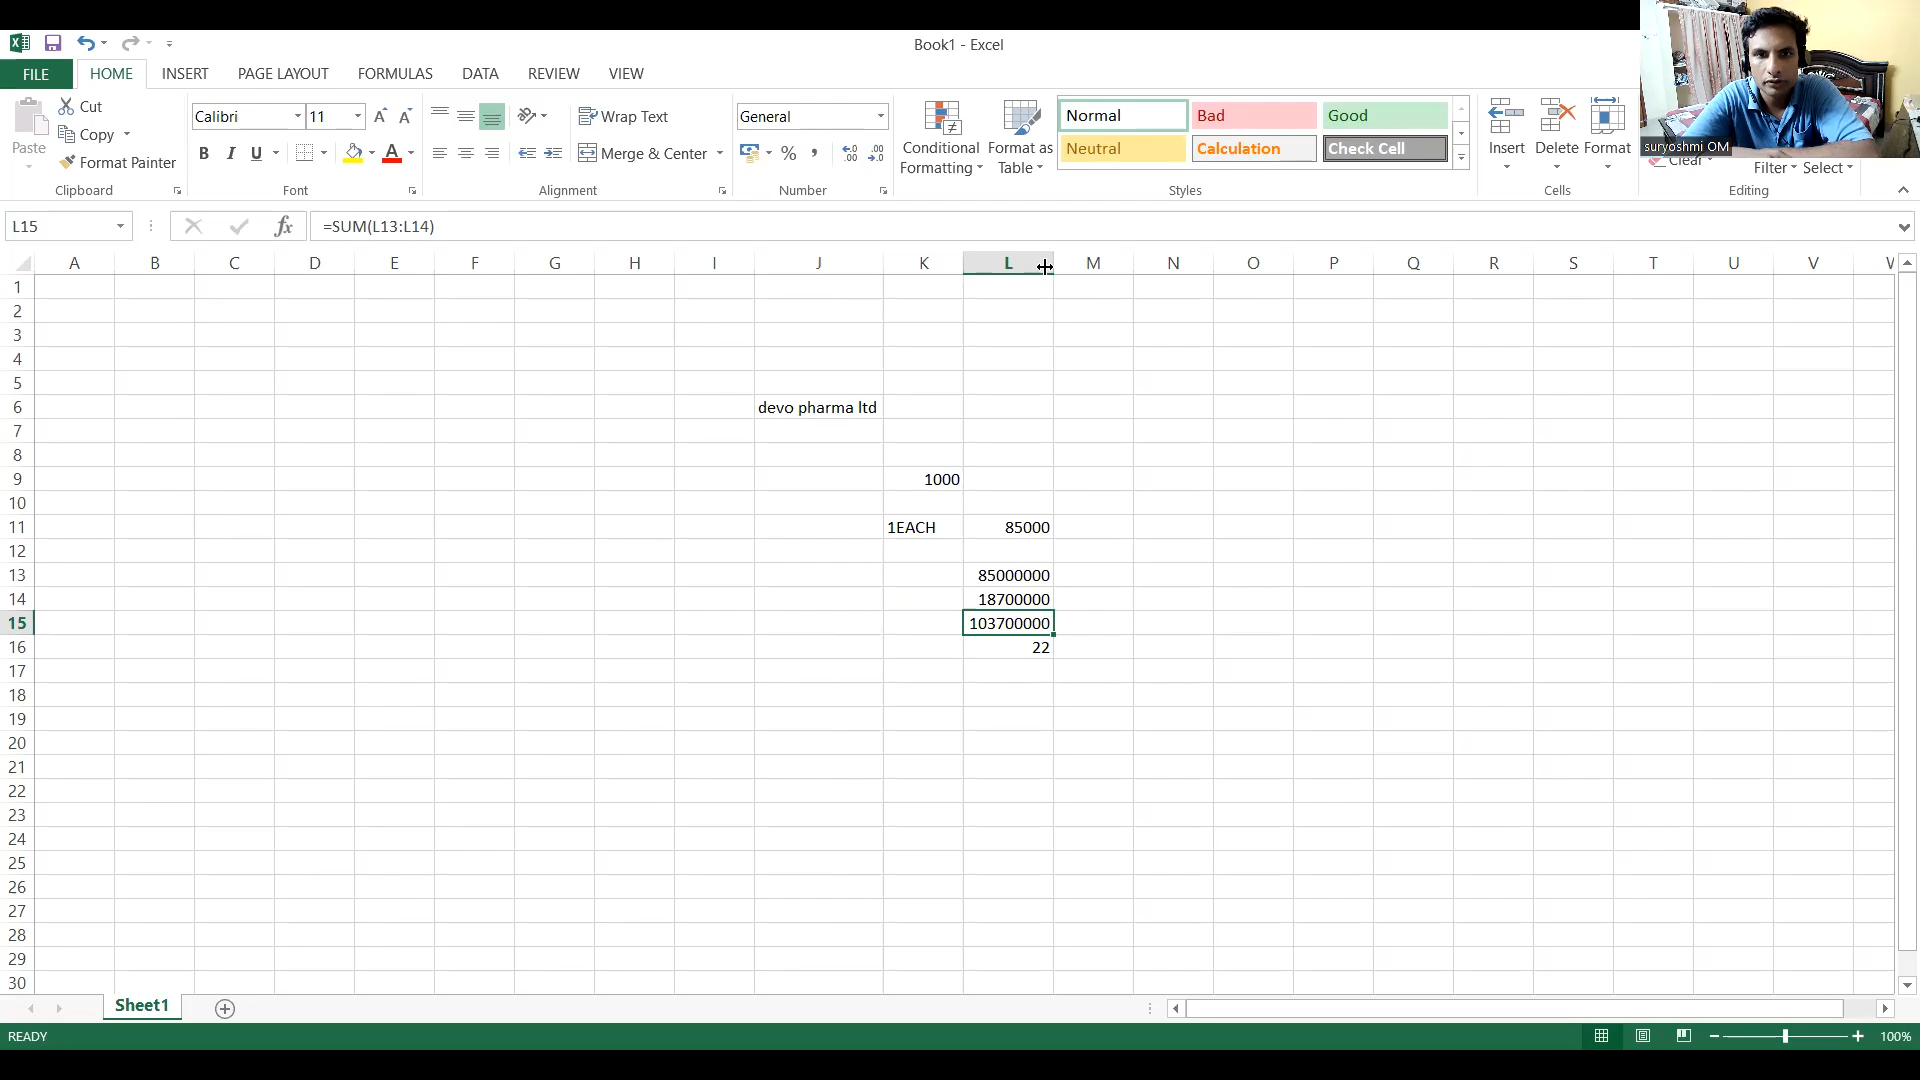 Book1 - Excel
FILE HOME INSERT PAGE LAYOUT FORMULAS DATA REVIEW VIEW
Paste
Cut
Copy
Format Painter
Clipboard
Calibri 11
B I U
Font
Wrap Text
Merge & Center
Alignment
General
%
Number
Conditional Formatting
Format as Table
Normal Bad Good
Neutral Calculation Check Cell
Styles
Insert Delete Format
Cells
Clear
Filter Select
Editing
suryoshmi OM
L15 fx =SUM(L13:L14)
A B C D E F G H I J K L M N O P Q R S T U V W
1
2
3
4
5
6 devo pharma ltd
7
8
9 1000
10
11 1EACH 85000
12
13 85000000
14 18700000
15 103700000
16 22
17
18
19
20
21
22
23
24
25
26
27
28
29
30
Sheet1
READY 100%